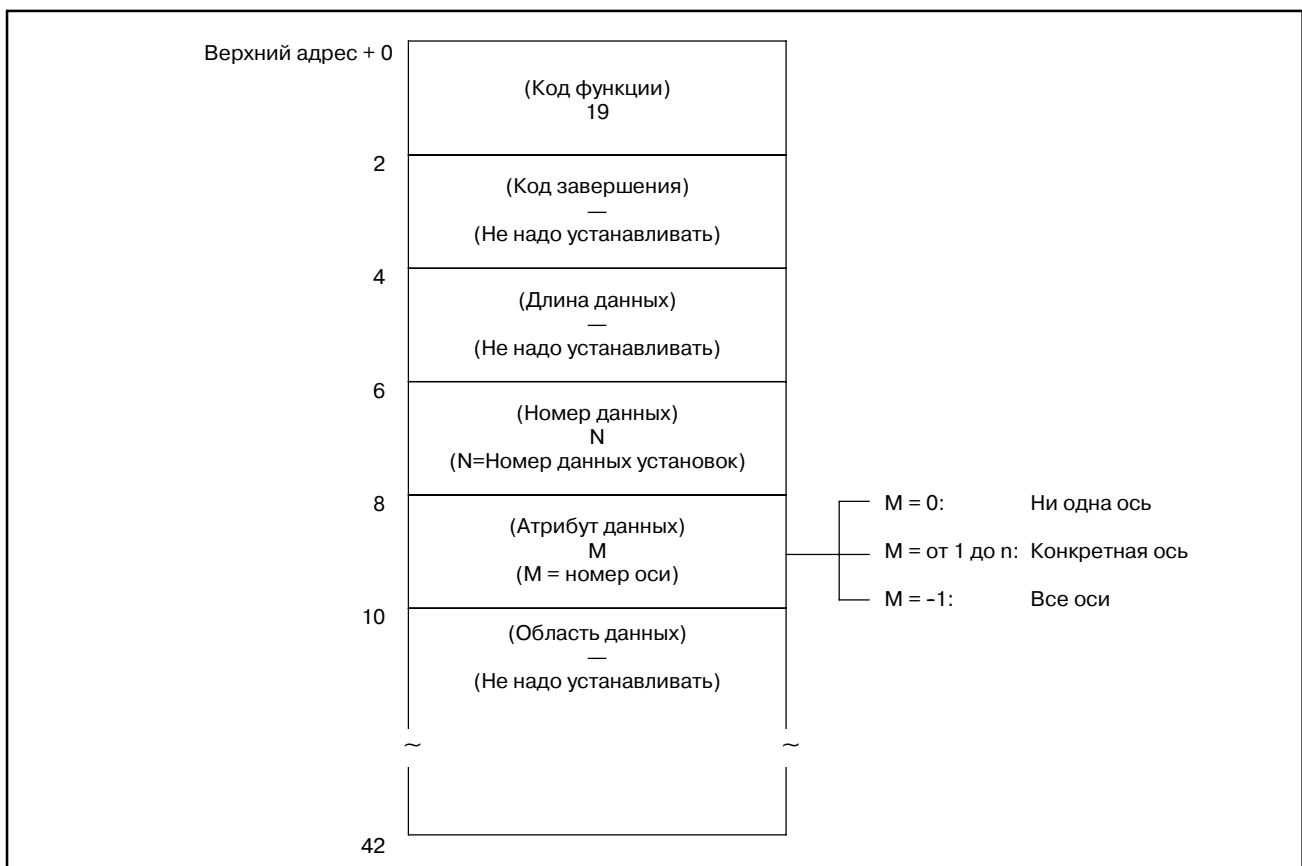 Верхний адрес + 0
(Код функции)
19
2
(Код завершения)
—
(Не надо устанавливать)
4
(Длина данных)
—
(Не надо устанавливать)
6
(Номер данных)
N
(N=Номер данных установок)
8
(Атрибут данных)
M
(M = номер оси)
M = 0: Ни одна ось
M = от 1 до n: Конкретная ось
M = -1: Все оси
10
(Область данных)
—
(Не надо устанавливать)
~ ~
42